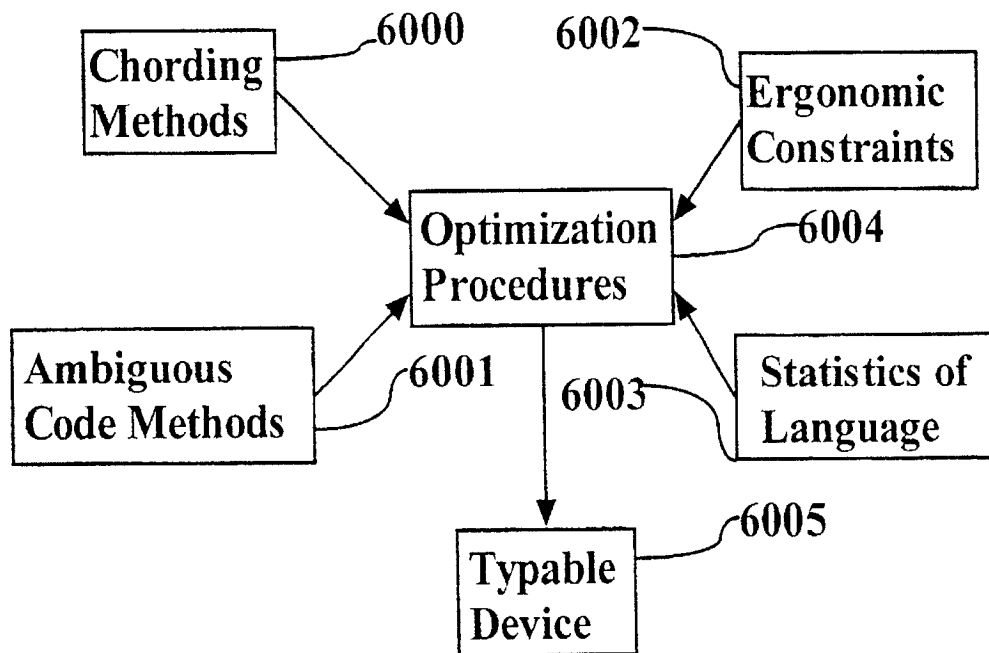 Chording
Methods
6000
6002
Ergonomic
Constraints
Optimization
Procedures
6004
Ambiguous
Code Methods
6001
6003
Statistics of
Language
Typable
Device
6005